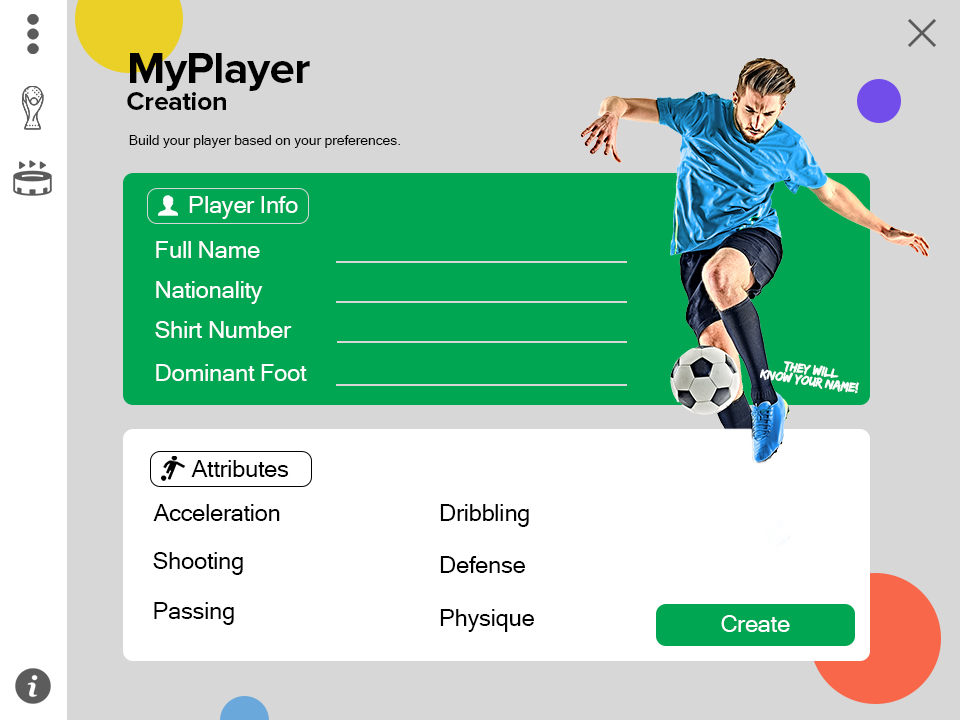 MyPlayer
Creation
Build your player based on your preferences.
Player Info
Full Name
Nationality
Shirt Number
Dominant Foot
THEY WILL
KNOW YOUR NAME!
Attributes
Acceleration
Dribbling
Shooting
Defense
Passing
Physique
Create